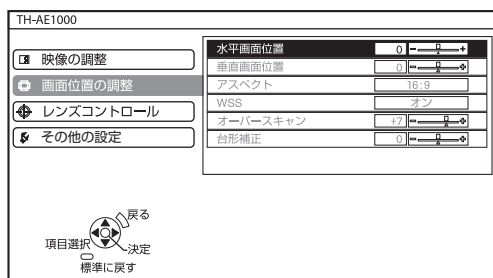 TH-AE1000
映像の調整
画面位置の調整
レンズコントロール
その他の設定
水平画面位置 0 - +
垂直画面位置 0 - +
アスペクト 16:9
WSS オン
オーバースキャン +7 - +
台形補正 0 - +
戻る
項目選択
決定
標準に戻す